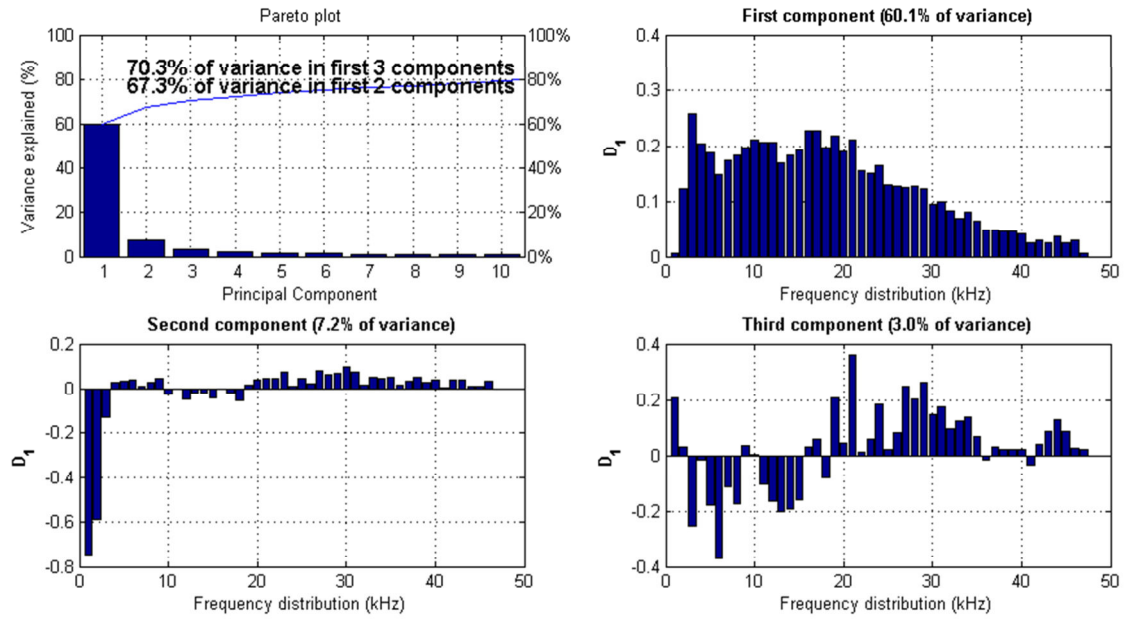 Pareto plot
100
80
60
40
20
0
100%
80%
60%
40%
20%
0%
70.3% of variance in first 3 components
67.3% of variance in first 2 components
Variance explained (%)
1 2 3 4 5 6 7 8 9 10
Principal Component
First component (60.1% of variance)
0.4
0.3
0.2
0.1
0
D1
0 10 20 30 40 50
Frequency distribution (kHz)
Second component (7.2% of variance)
0.2
0
-0.2
-0.4
-0.6
-0.8
D1
0 10 20 30 40 50
Frequency distribution (kHz)
Third component (3.0% of variance)
0.4
0.2
0
-0.2
-0.4
D1
0 10 20 30 40 50
Frequency distribution (kHz)